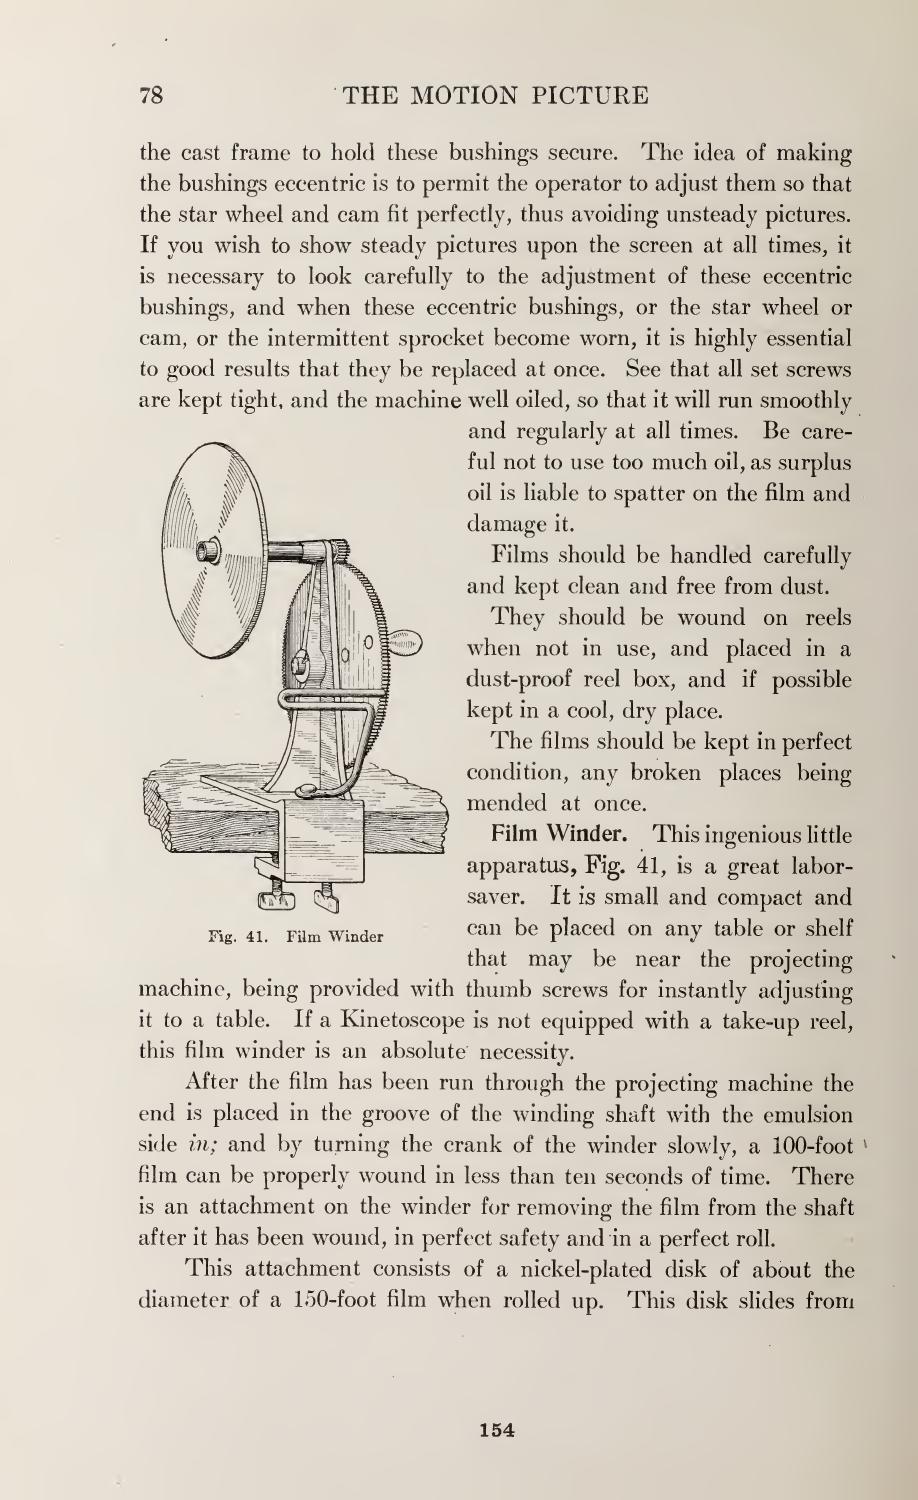 78 THE MOTION PICTURE
the cast frame to hold these bushings secure. The idea of making
the bushings eccentric is to permit the operator to adjust them so that
the star wheel and cam fit perfectly, thus avoiding unsteady pictures.
If you wish to show steady pictures upon the screen at all times, it
is necessary to look carefully to the adjustment of these eccentric
bushings, and when these eccentric bushings, or the star wheel or
cam, or the intermittent sprocket become worn, it is highly essential
to good results that they be replaced at once. See that all set screws
are kept tight, and the machine well oiled, so that it will run smoothly
and regularly at all times. Be care-
ful not to use too much oil, as surplus
oil is liable to spatter on the film and
damage it.
Films should be handled carefully
and kept clean and free from dust.
They should be wound on reels
when not in use, and placed in a
dust-proof reel box, and if possible
kept in a cool, dry place.
The films should be kept in perfect
condition, any broken places being
mended at once.
Film Winder. This ingenious little
apparatus, Fig. 41, is a great labor-
saver. It is small and compact and
can be placed on any table or shelf
that may be near the projecting
Fig. 41. Film Winder
machine, being provided with thumb screws for instantly adjusting
it to a table. If a Kinetoscope is not equipped with a take-up reel,
this film winder is an absolute necessity.
After the film has been run through the projecting machine the
end is placed in the groove of the winding shaft with the emulsion
side in; and by turning the crank of the winder slowly, a 100-foot
film can be properly wound in less than ten seconds of time. There
is an attachment on the winder for removing the film from the shaft
after it has been wound, in perfect safety and in a perfect roll.
This attachment consists of a nickel-plated disk of about the
diameter of a 150-foot film when rolled up. This disk slides from
154